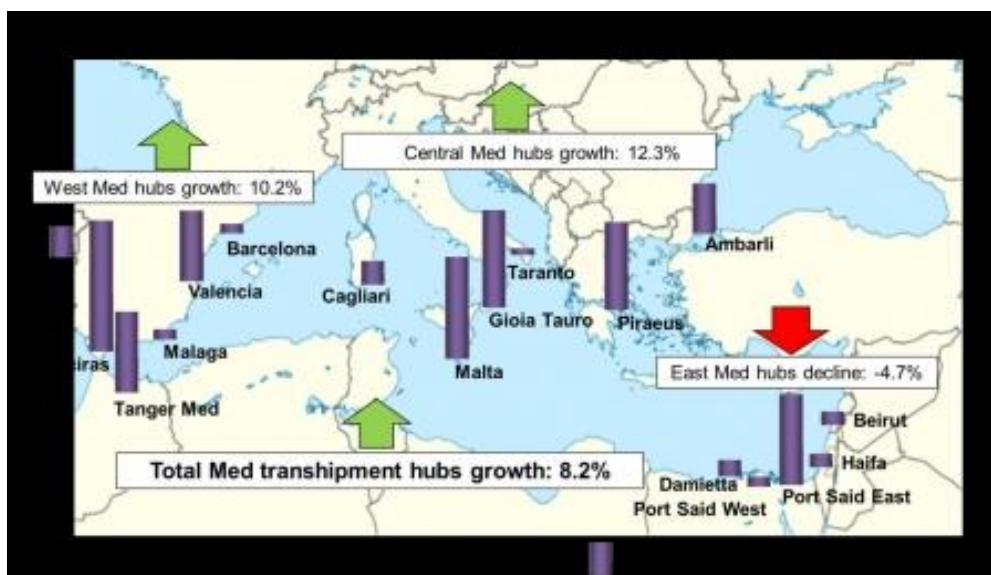 Central Med hubs growth: 12.3%
West Med hubs growth: 10.2%
Barcelona
Ambarli
Taranto
Valencia
Cagliari
Gioia Tauro
Piraeus
Malaga
iras
Malta
East Med hubs decline: -4.7%
Tanger Med
Beirut
Total Med transhipment hubs growth: 8.2%
Haifa
Damietta
Port Said East
Port Said West